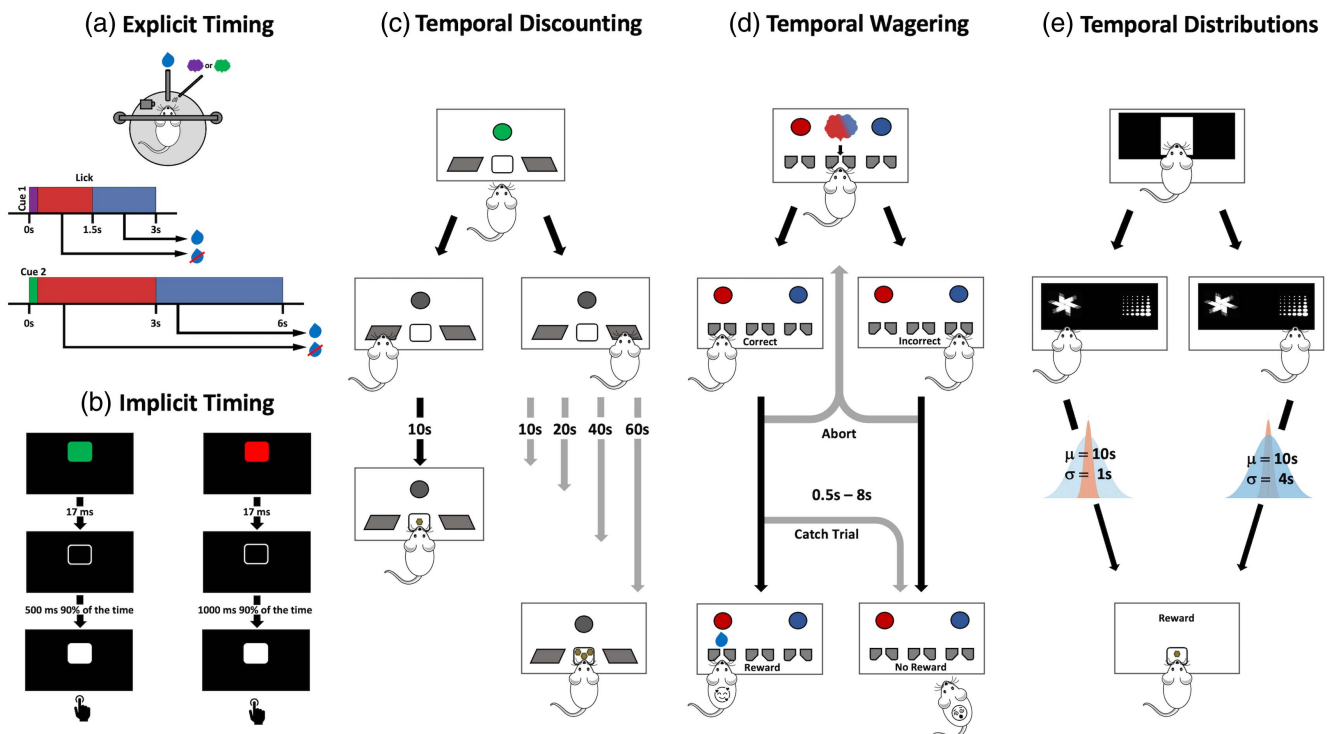 (a) Explicit Timing
or
Cue 1
Lick
0s
1.5s
3s
Cue 2
0s
3s
6s
(b) Implicit Timing
17 ms
17 ms
500 ms 90% of the time
1000 ms 90% of the time
(c) Temporal Discounting
10s
10s
20s
40s
60s
(d) Temporal Wagering
Correct
Incorrect
Abort
0.5s – 8s
Catch Trial
Reward
No Reward
(e) Temporal Distributions
μ = 10s
σ = 1s
μ = 10s
σ = 4s
Reward